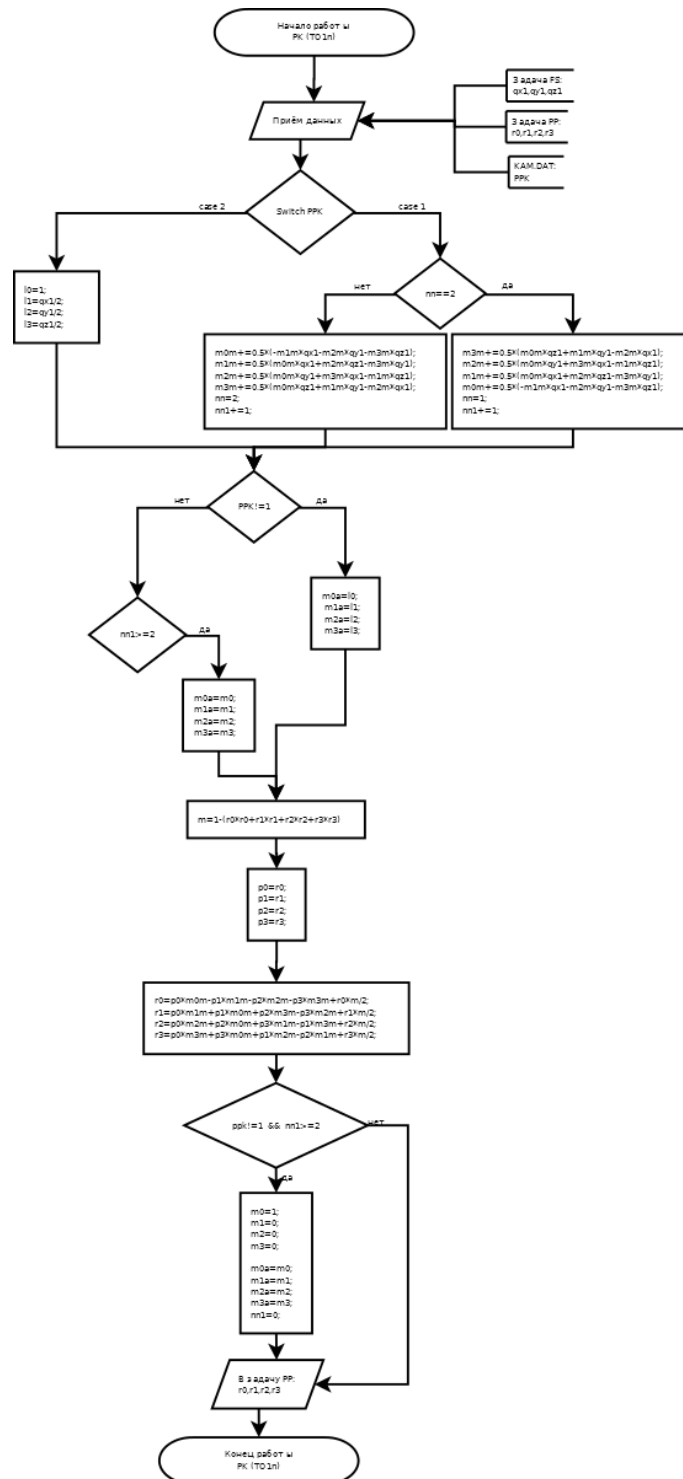 Начало работы
РК (ТО1n)
Приём данных
Задача FS:
qx1,qy1,qz1
Задача PP:
r0,r1,r2,r3
KAM.DAT:
PPK
Switch PPK
case 2
case 1
l0=1;
l1=qx1/2;
l2=qy1/2;
l3=qz1/2;
nn==2
нет
да
m0m+=0.5*(-m1m*qx1-m2m*qy1-m3m*qz1);
m1m+=0.5*(m0m*qx1+m2m*qz1-m3m*qy1);
m2m+=0.5*(m0m*qy1+m3m*qx1-m1m*qz1);
m3m+=0.5*(m0m*qz1+m1m*qy1-m2m*qx1);
nn=2;
nn1+=1;
m3m+=0.5*(m0m*qz1+m1m*qy1-m2m*qx1);
m2m+=0.5*(m0m*qy1+m3m*qx1-m1m*qz1);
m1m+=0.5*(m0m*qx1+m2m*qz1-m3m*qy1);
m0m+=0.5*(-m1m*qx1-m2m*qy1-m3m*qz1);
nn=1;
nn1+=1;
PPK!=1
нет
да
nn1>=2
да
m0a=l0;
m1a=l1;
m2a=l2;
m3a=l3;
m0a=m0;
m1a=m1;
m2a=m2;
m3a=m3;
m=1-(r0*r0+r1*r1+r2*r2+r3*r3)
p0=r0;
p1=r1;
p2=r2;
p3=r3;
r0=p0*m0m-p1*m1m-p2*m2m-p3*m3m+r0*m/2;
r1=p0*m1m+p1*m0m+p2*m3m-p3*m2m+r1*m/2;
r2=p0*m2m+p2*m0m+p3*m1m-p1*m3m+r2*m/2;
r3=p0*m3m+p3*m0m+p1*m2m-p2*m1m+r3*m/2;
ppk!=1 && nn1>=2
нет
да
m0=1;
m1=0;
m2=0;
m3=0;
m0a=m0;
m1a=m1;
m2a=m2;
m3a=m3;
nn1=0;
В задачу PP:
r0,r1,r2,r3
Конец работы
РК (ТО1n)